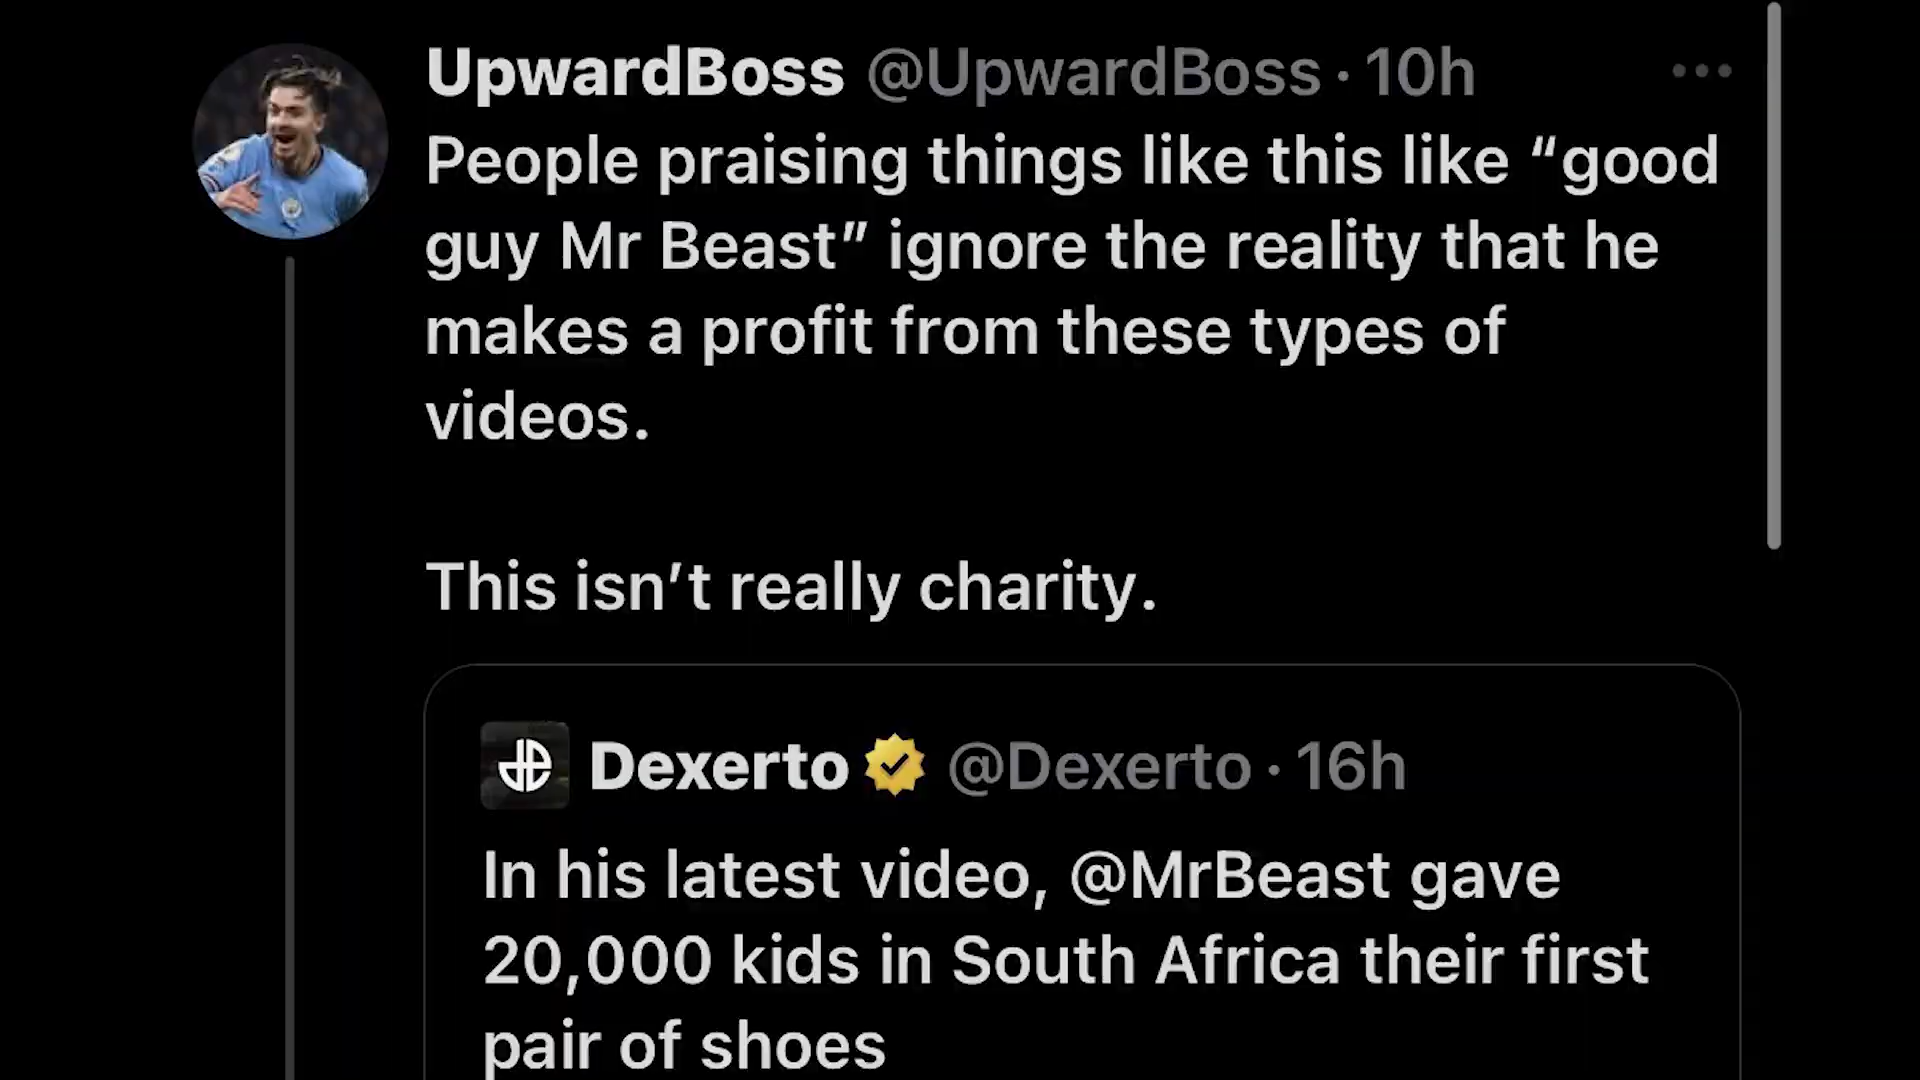 UpwardBoss @UpwardBoss · 10h
People praising things like this like “good
guy Mr Beast” ignore the reality that he
makes a profit from these types of
videos.
This isn’t really charity.
Dexerto @Dexerto · 16h
In his latest video, @MrBeast gave
20,000 kids in South Africa their first
pair of shoes